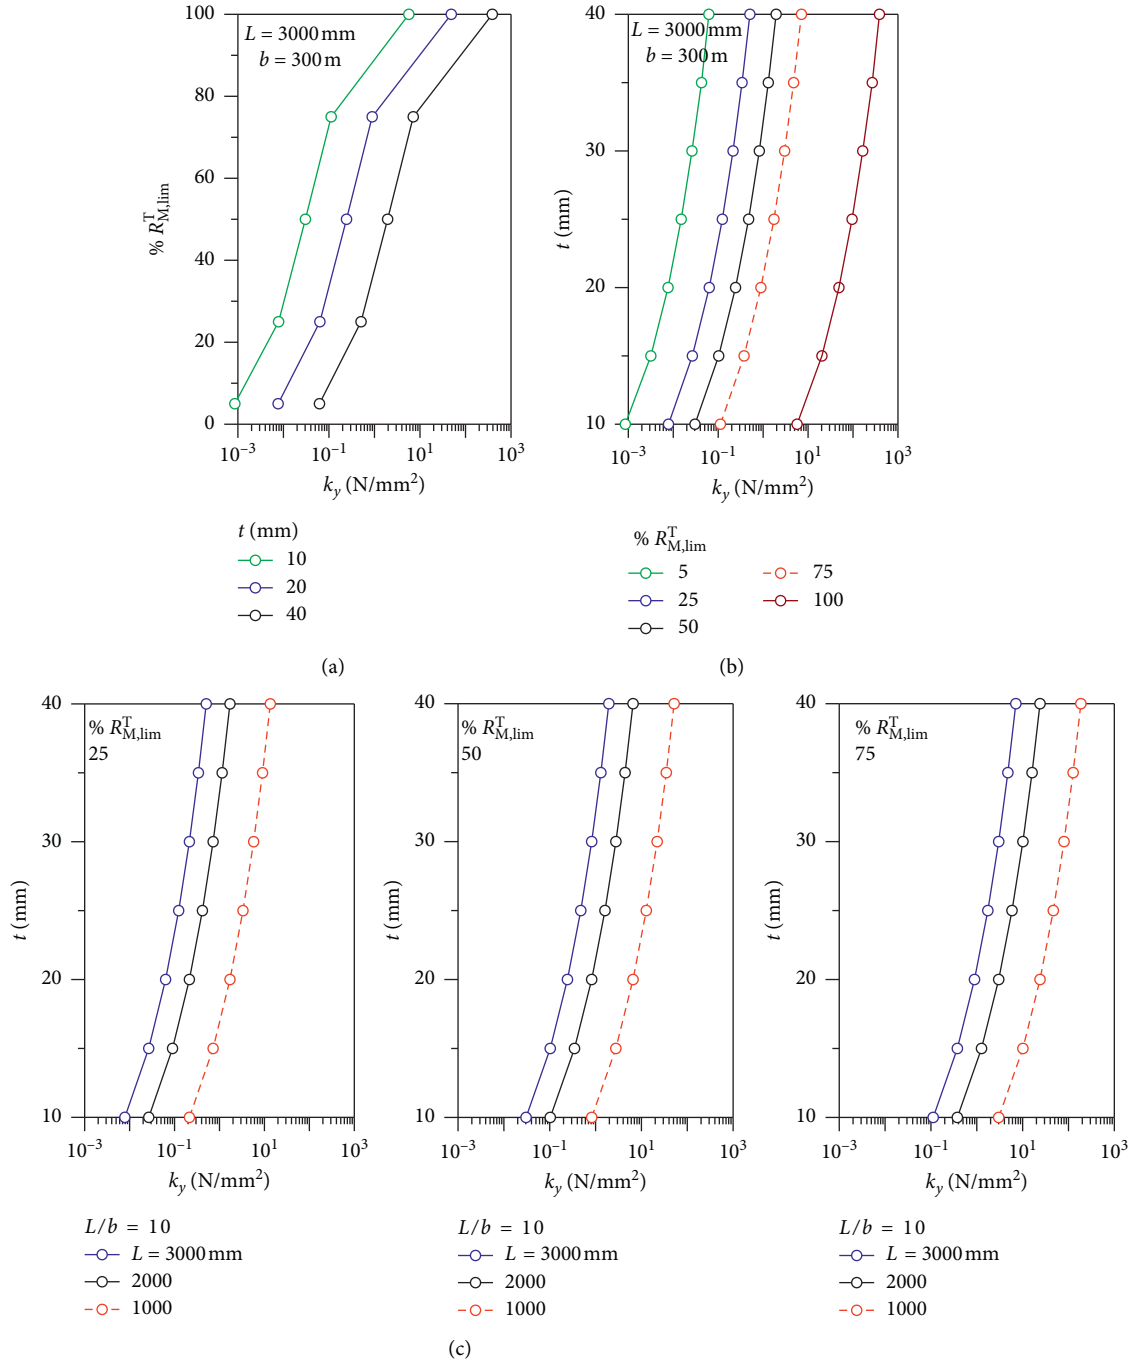 100
80
60
40
20
0
% R^T_M,lim
L = 3000 mm
b = 300 m
10^−3 10^−1 10^1 10^3
k_y (N/mm^2)
t (mm)
10
20
40
(a)
40
30
20
10
t (mm)
L = 3000 mm
b = 300 m
10^−3 10^−1 10^1 10^3
k_y (N/mm^2)
% R^T_M,lim
5
25
50
75
100
(b)
40
30
20
10
t (mm)
% R^T_M,lim
25
10^−3 10^−1 10^1 10^3
k_y (N/mm^2)
L/b = 10
L = 3000 mm
2000
1000
40
30
20
10
t (mm)
% R^T_M,lim
50
10^−3 10^−1 10^1 10^3
k_y (N/mm^2)
L/b = 10
L = 3000 mm
2000
1000
40
30
20
10
t (mm)
% R^T_M,lim
75
10^−3 10^−1 10^1 10^3
k_y (N/mm^2)
L/b = 10
L = 3000 mm
2000
1000
(c)